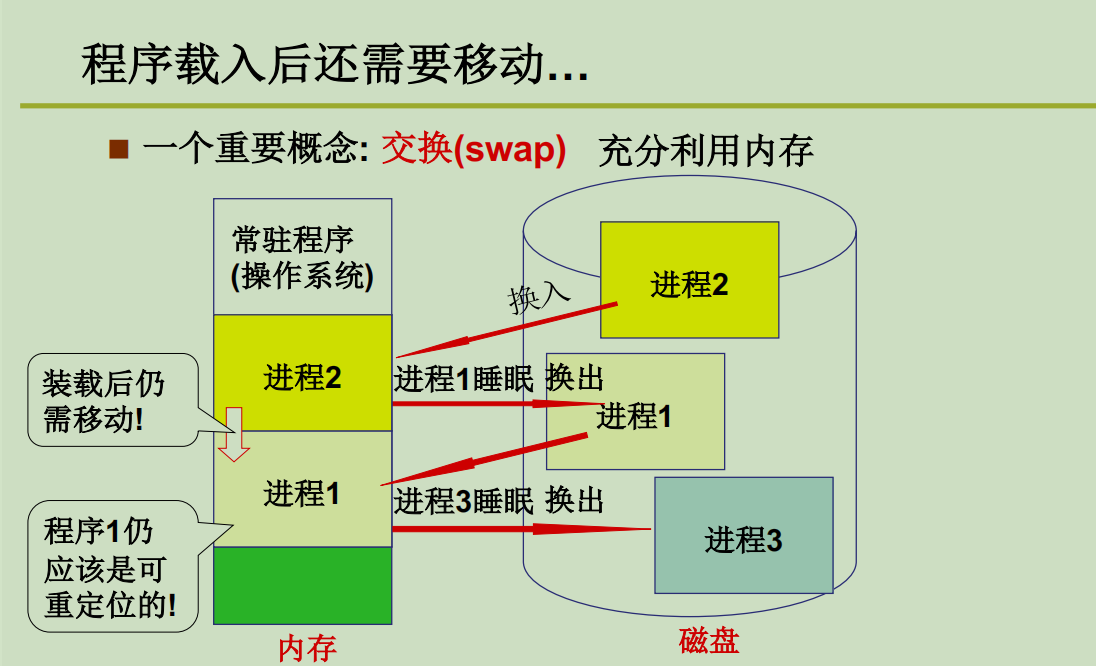 程序载入后还需要移动…
一个重要概念: 交换(swap) 充分利用内存
常驻程序
(操作系统)
进程2
换入
进程2
进程1睡眠 换出
装载后仍
需移动!
进程1
进程1
进程3睡眠 换出
程序1仍
应该是可
重定位的!
进程3
内存
磁盘